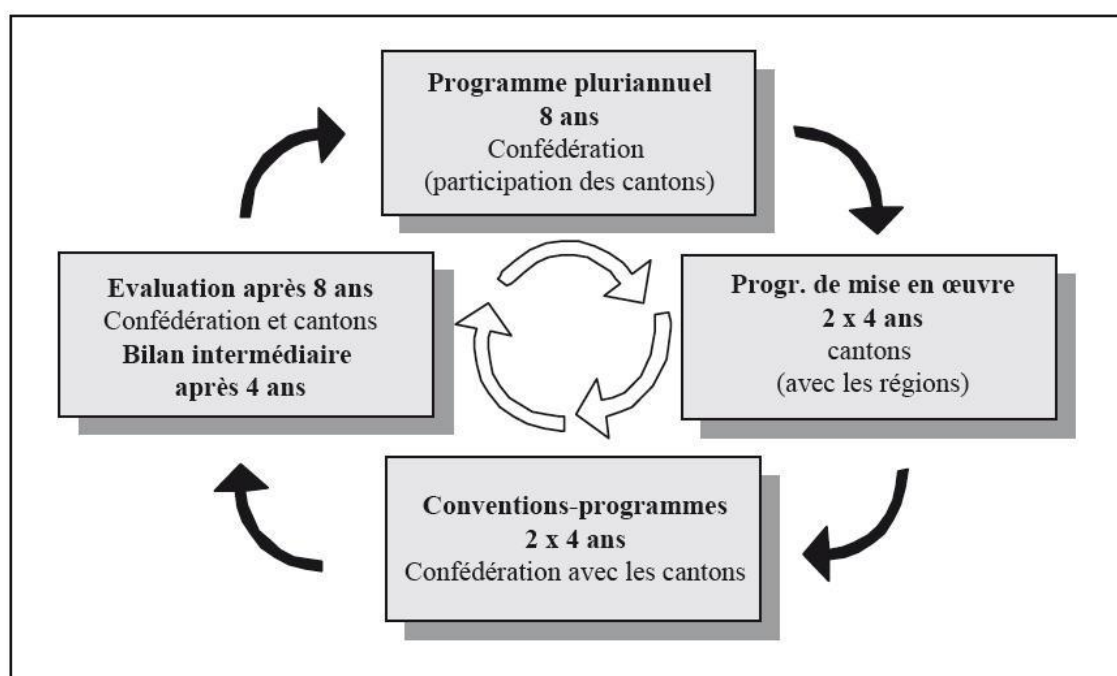 Programme pluriannuel
8 ans
Confédération
(participation des cantons)
Progr. de mise en œuvre
2 x 4 ans
cantons
(avec les régions)
Conventions-programmes
2 x 4 ans
Confédération avec les cantons
Evaluation après 8 ans
Confédération et cantons
Bilan intermédiaire
après 4 ans